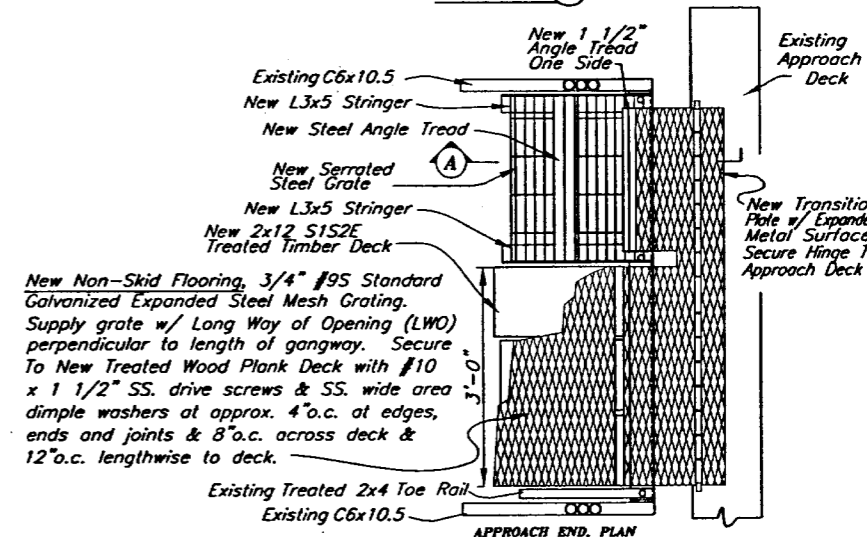 New 1 1/2"
Angle Tread
One Side
Existing
Approach
Deck
Existing C6x10.5
New L3x5 Stringer
New Steel Angle Tread
A
New Serrated
Steel Grate
New L3x5 Stringer
New 2x12 S1S2E
Treated Timber Deck
New Transitio
Plate w/ Expande
Metal Surface
Secure Hinge T
Approach Deck
New Non-Skid Flooring, 3/4" #9S Standard
Galvanized Expanded Steel Mesh Grating.
Supply grate w/ Long Way of Opening (LWO)
perpendicular to length of gangway. Secure
To New Treated Wood Plank Deck with #10
x 1 1/2" SS. drive screws & SS. wide area
dimple washers at approx. 4"o.c. at edges,
ends and joints & 8"o.c. across deck &
12"o.c. lengthwise to deck.
3'-0"
Existing Treated 2x4 Toe Rail
Existing C6x10.5
APPROACH END, PLAN